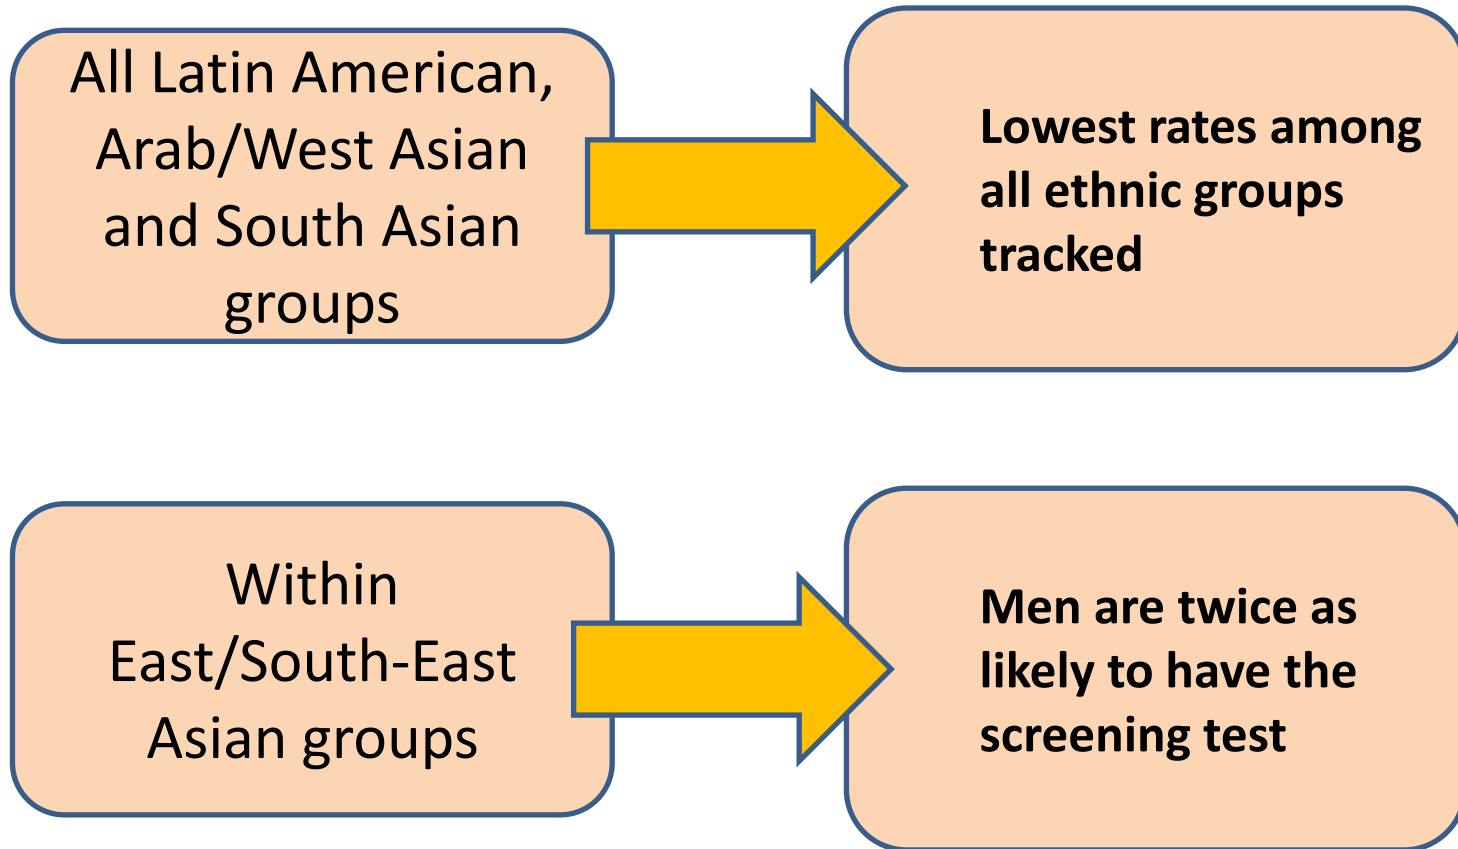 All Latin American,
Arab/West Asian
and South Asian
groups
Lowest rates among
all ethnic groups
tracked
Within
East/South-East
Asian groups
Men are twice as
likely to have the
screening test